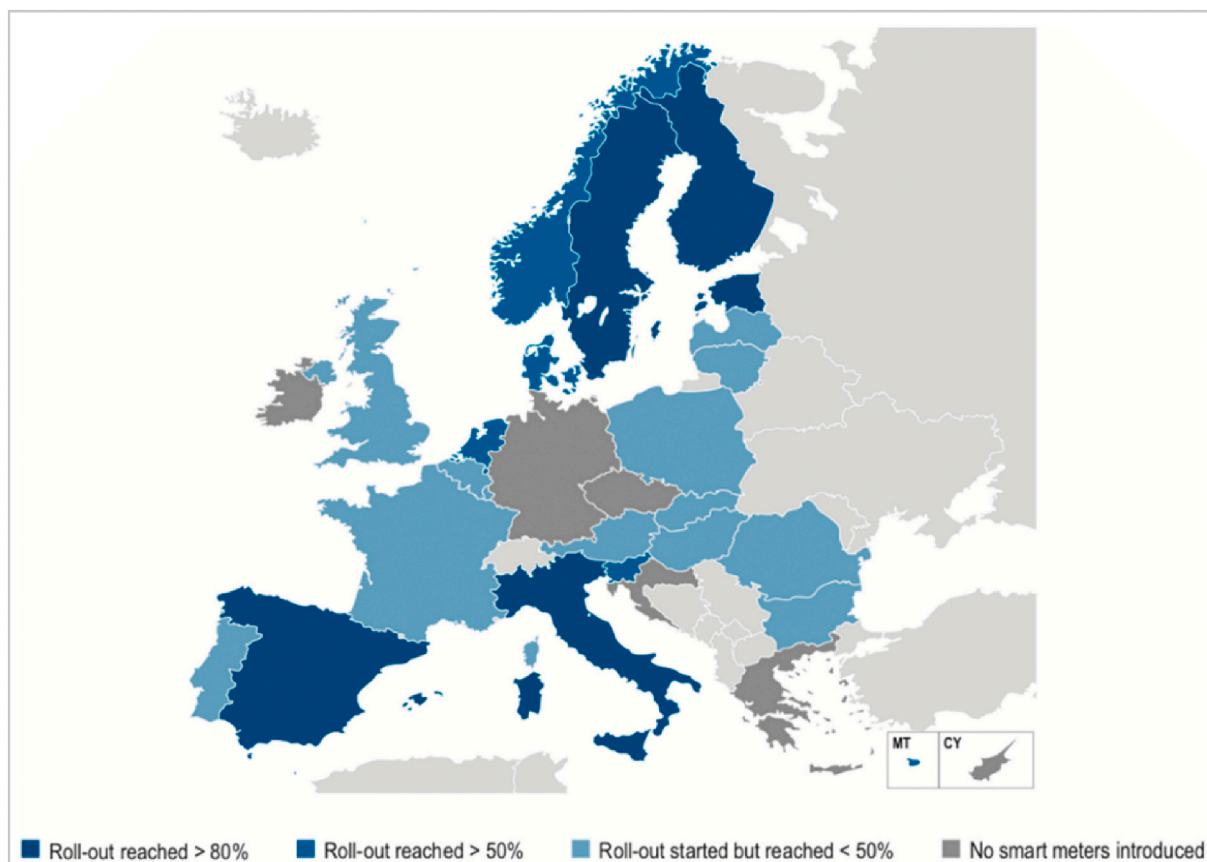 MT
CY
Roll-out reached > 80%
Roll-out reached > 50%
Roll-out started but reached < 50%
No smart meters introduced